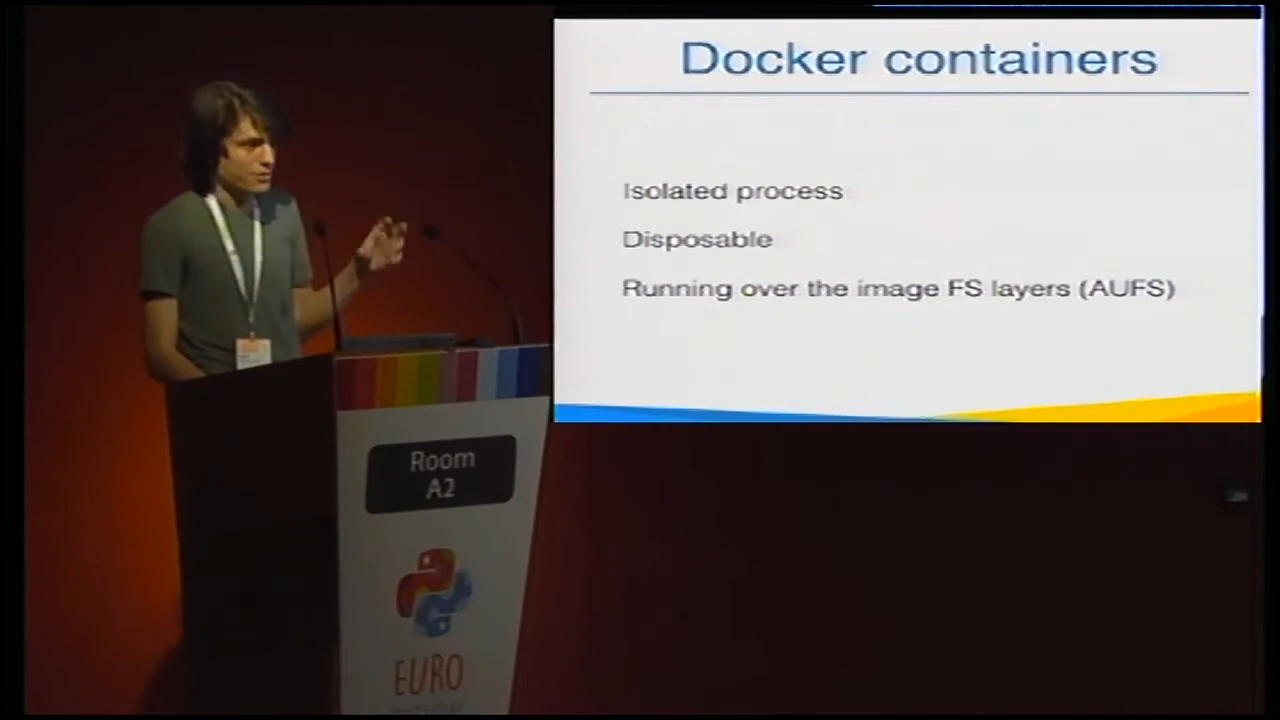 Docker containers
Isolated process
Disposable
Running over the image FS layers (AUFS)
Room
A2
EURO